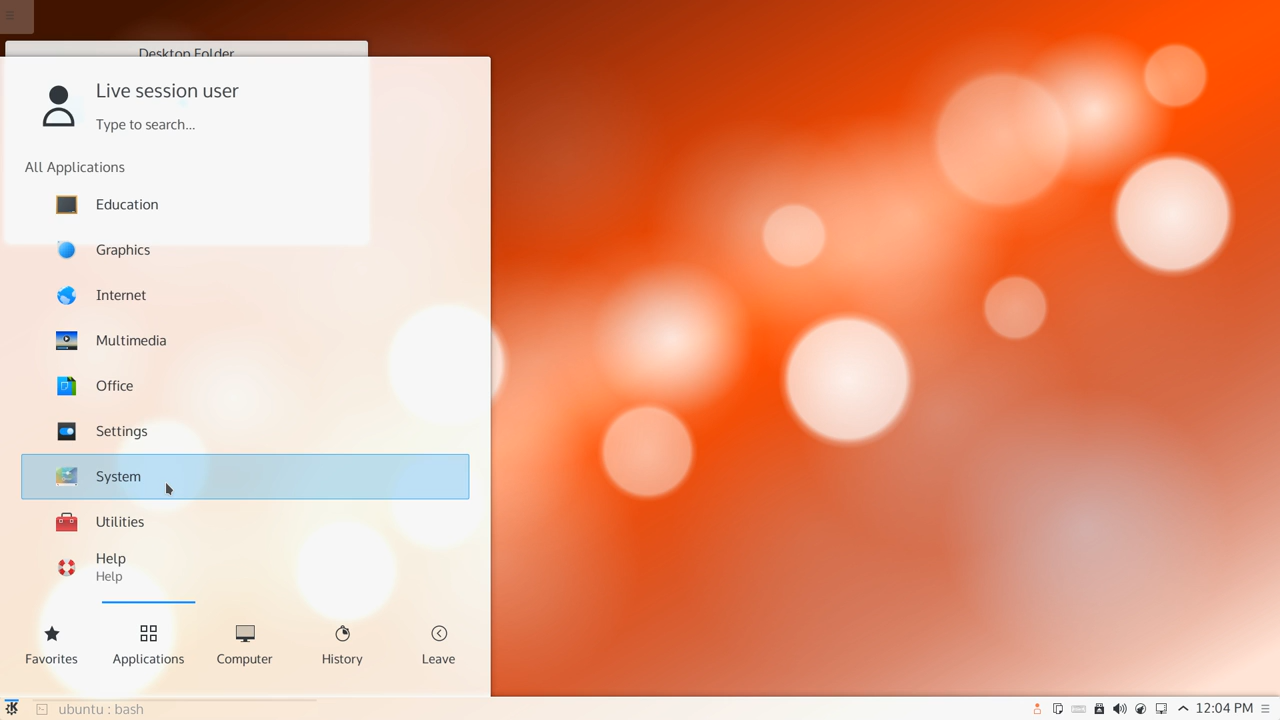 Desktop Folder
Live session user
Type to search...
All Applications
Education
Graphics
Internet
Multimedia
Office
Settings
System
Utilities
Help
Help
Favorites
Applications
Computer
History
Leave
ubuntu : bash
12:04 PM